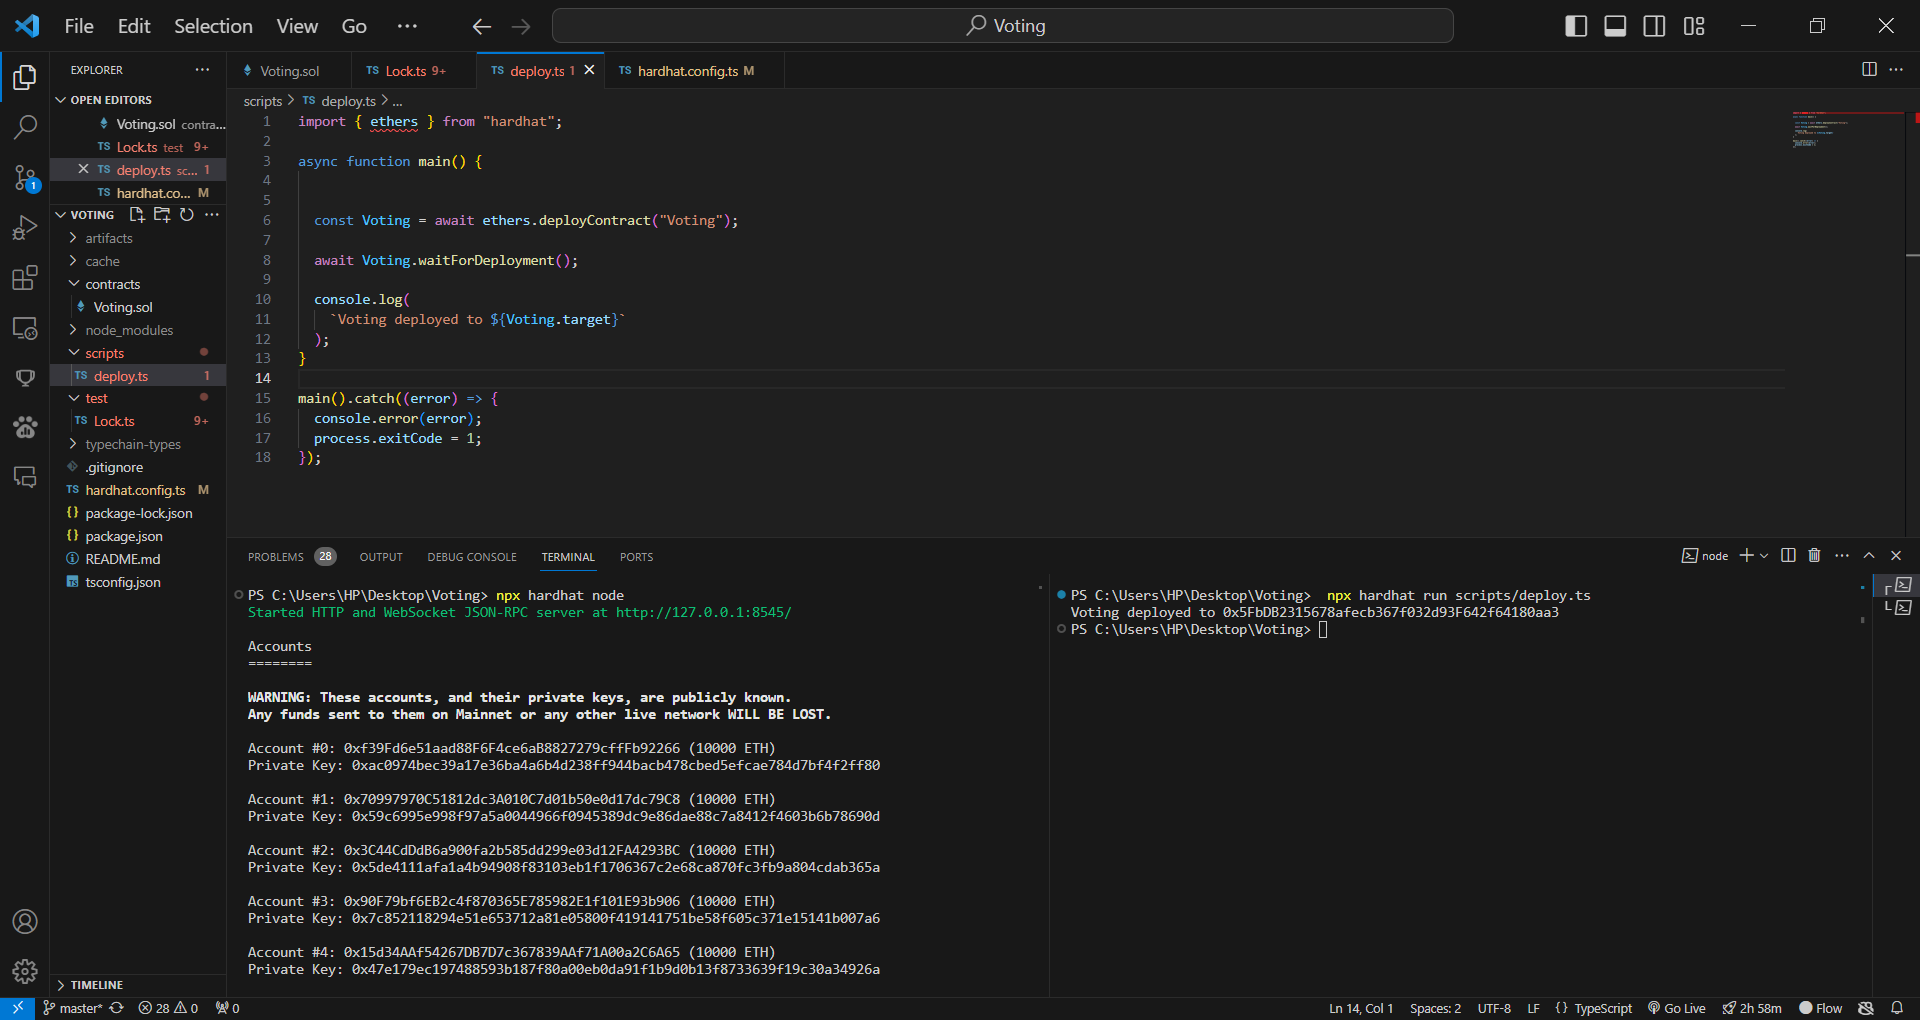 File Edit Selection View Go ··· Voting
EXPLORER ···
OPEN EDITORS
Voting.sol contra...
Lock.ts test 9+
deploy.ts sc... 1
hardhat.co... M
VOTING ···
artifacts
cache
contracts
Voting.sol
node_modules
scripts
deploy.ts 1
test
Lock.ts 9+
typechain-types
.gitignore
hardhat.config.ts M
package-lock.json
package.json
README.md
tsconfig.json
TIMELINE
Voting.sol TS Lock.ts 9+ TS deploy.ts 1 TS hardhat.config.ts M
scripts > TS deploy.ts > ...
1 import { ethers } from "hardhat";
2
3 async function main() {
4
5
6 const Voting = await ethers.deployContract("Voting");
7
8 await Voting.waitForDeployment();
9
10 console.log(
11 `Voting deployed to ${Voting.target}`
12 );
13 }
14
15 main().catch((error) => {
16 console.error(error);
17 process.exitCode = 1;
18 });
PROBLEMS 28 OUTPUT DEBUG CONSOLE TERMINAL PORTS node
PS C:\Users\HP\Desktop\Voting> npx hardhat node
Started HTTP and WebSocket JSON-RPC server at http://127.0.0.1:8545/
Accounts
========
WARNING: These accounts, and their private keys, are publicly known.
Any funds sent to them on Mainnet or any other live network WILL BE LOST.
Account #0: 0xf39Fd6e51aad88F6F4ce6aB8827279cffFb92266 (10000 ETH)
Private Key: 0xac0974bec39a17e36ba4a6b4d238ff944bacb478cbed5efcae784d7bf4f2ff80
Account #1: 0x70997970C51812dc3A010C7d01b50e0d17dc79C8 (10000 ETH)
Private Key: 0x59c6995e998f97a5a0044966f0945389dc9e86dae88c7a8412f4603b6b78690d
Account #2: 0x3C44CdDdB6a900fa2b585dd299e03d12FA4293BC (10000 ETH)
Private Key: 0x5de4111afa1a4b94908f83103eb1f1706367c2e68ca870fc3fb9a804cdab365a
Account #3: 0x90F79bf6EB2c4f870365E785982E1f101E93b906 (10000 ETH)
Private Key: 0x7c852118294e51e653712a81e05800f419141751be58f605c371e15141b007a6
Account #4: 0x15d34AAf54267DB7D7c367839AAf71A00a2C6A65 (10000 ETH)
Private Key: 0x47e179ec197488593b187f80a00eb0da91f1b9d0b13f8733639f19c30a34926a
PS C:\Users\HP\Desktop\Voting> npx hardhat run scripts/deploy.ts
Voting deployed to 0x5FbDB2315678afecb367f032d93F642f64180aa3
PS C:\Users\HP\Desktop\Voting>
master* 28 0 0 Ln 14, Col 1 Spaces: 2 UTF-8 LF {} TypeScript Go Live 2h 58m Flow